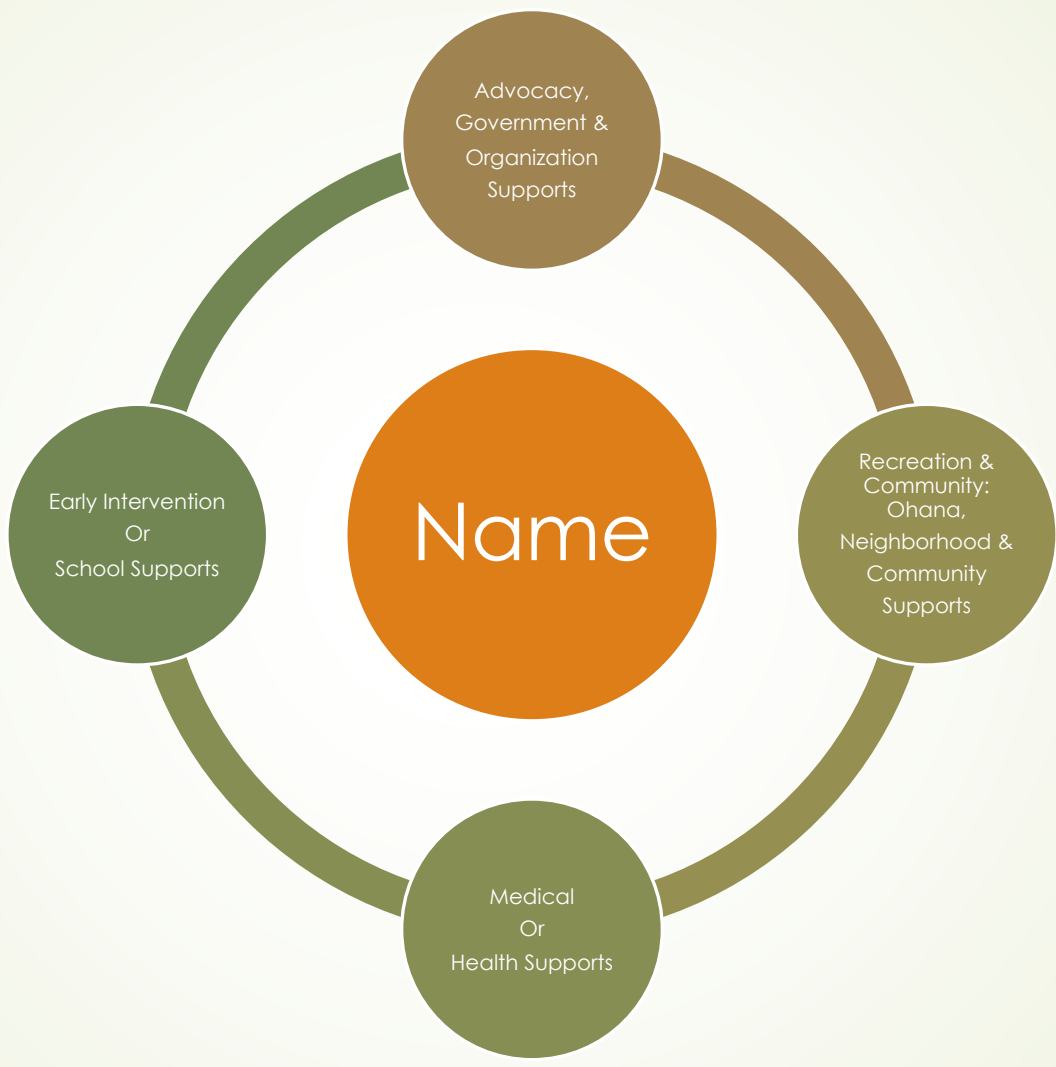 Advocacy,
Government &
Organization
Supports
Early Intervention
Or
School Supports
Name
Recreation &
Community:
Ohana,
Neighborhood &
Community
Supports
Medical
Or
Health Supports